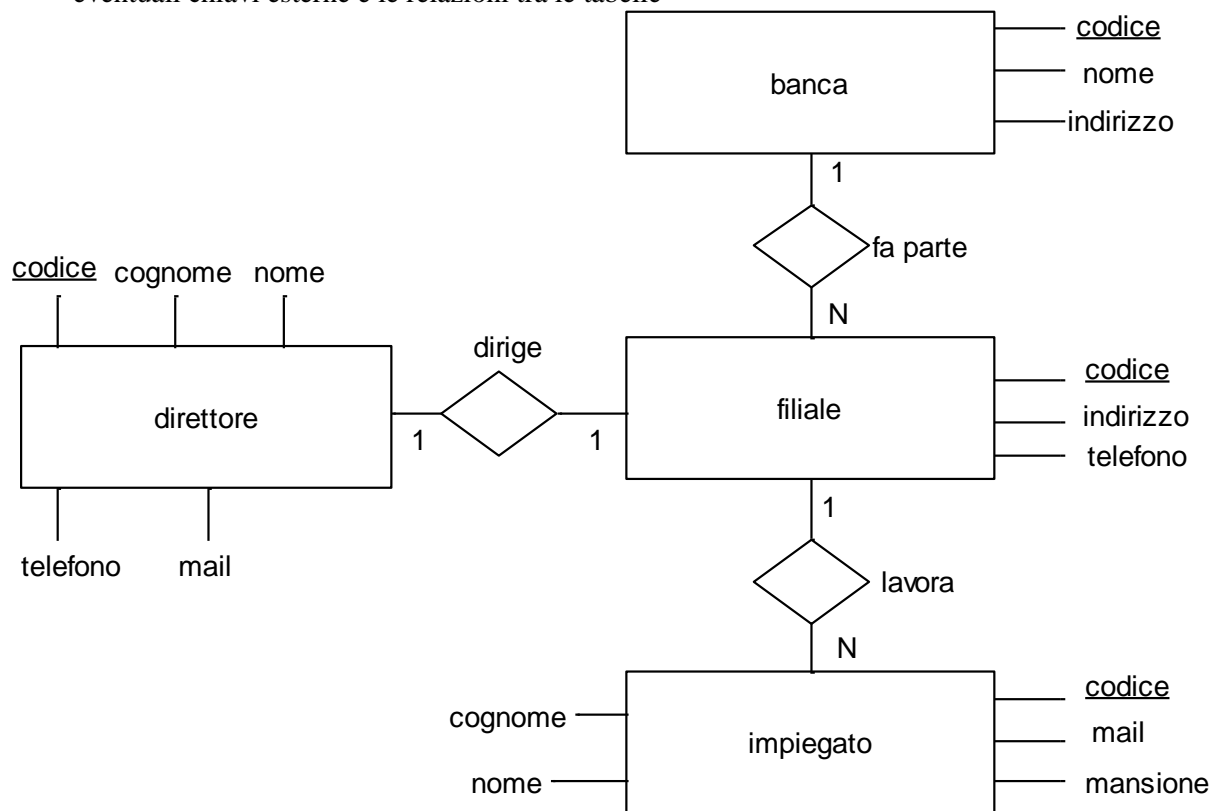 eventuali chiavi esterne e le relazioni tra le tabelle
codice
nome
indirizzo
banca
1
fa parte
N
codice cognome nome
direttore
telefono mail
dirige
1 1
filiale
codice
indirizzo
telefono
1
lavora
N
cognome
nome
impiegato
codice
mail
mansione